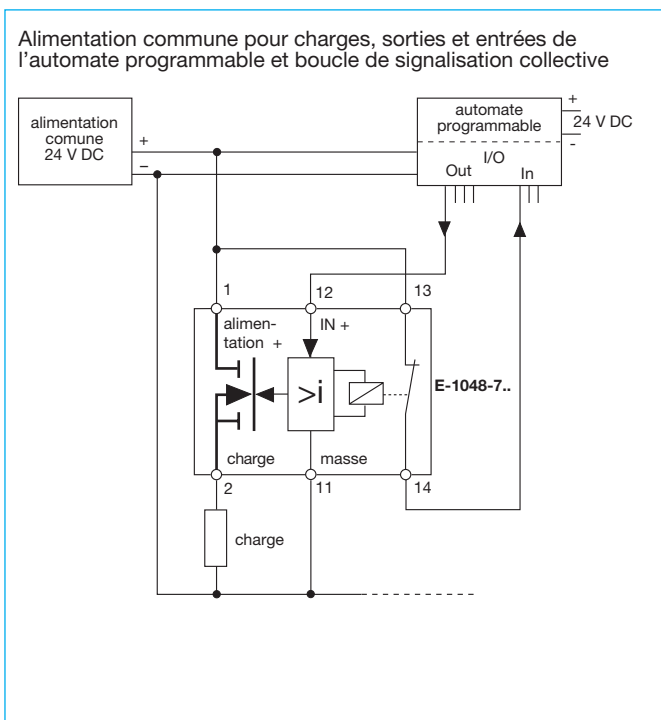 Alimentation commune pour charges, sorties et entrées de
l'automate programmable et boucle de signalisation collective
alimentation
comune
24 V DC
+
−
automate
programmable
+
24 V DC
-
I/O
Out
In
1
12
13
alimen-
tation +
IN +
>i
E-1048-7..
charge
masse
2
11
14
charge